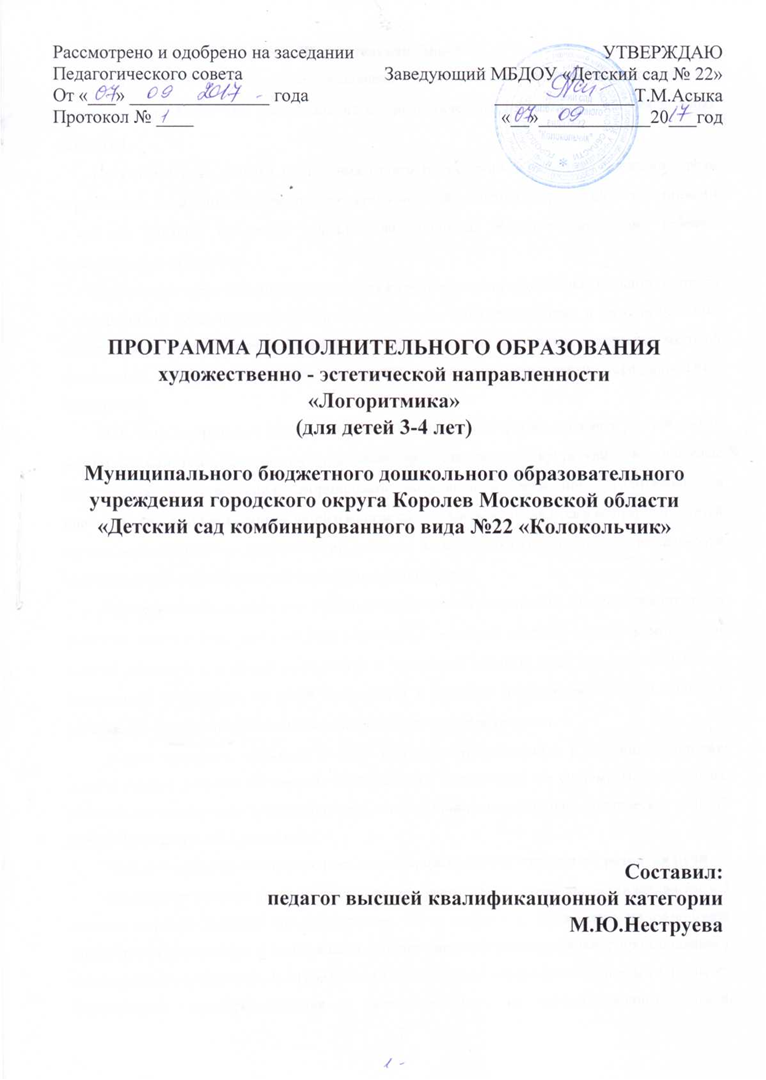 Рассмотрено и одобрено на заседании
Педагогического совета
От «07» 09 2017 года
Протокол № 1
УТВЕРЖДАЮ
Заведующий МБДОУ «Детский сад № 22»
Т.М.Асыка
«07» 09 2017 год
ПРОГРАММА ДОПОЛНИТЕЛЬНОГО ОБРАЗОВАНИЯ
художественно - эстетической направленности
«Логоритмика»
(для детей 3-4 лет)
Муниципального бюджетного дошкольного образовательного
учреждения городского округа Королев Московской области
«Детский сад комбинированного вида №22 «Колокольчик»
Составил:
педагог высшей квалификационной категории
М.Ю.Неструева
1 -